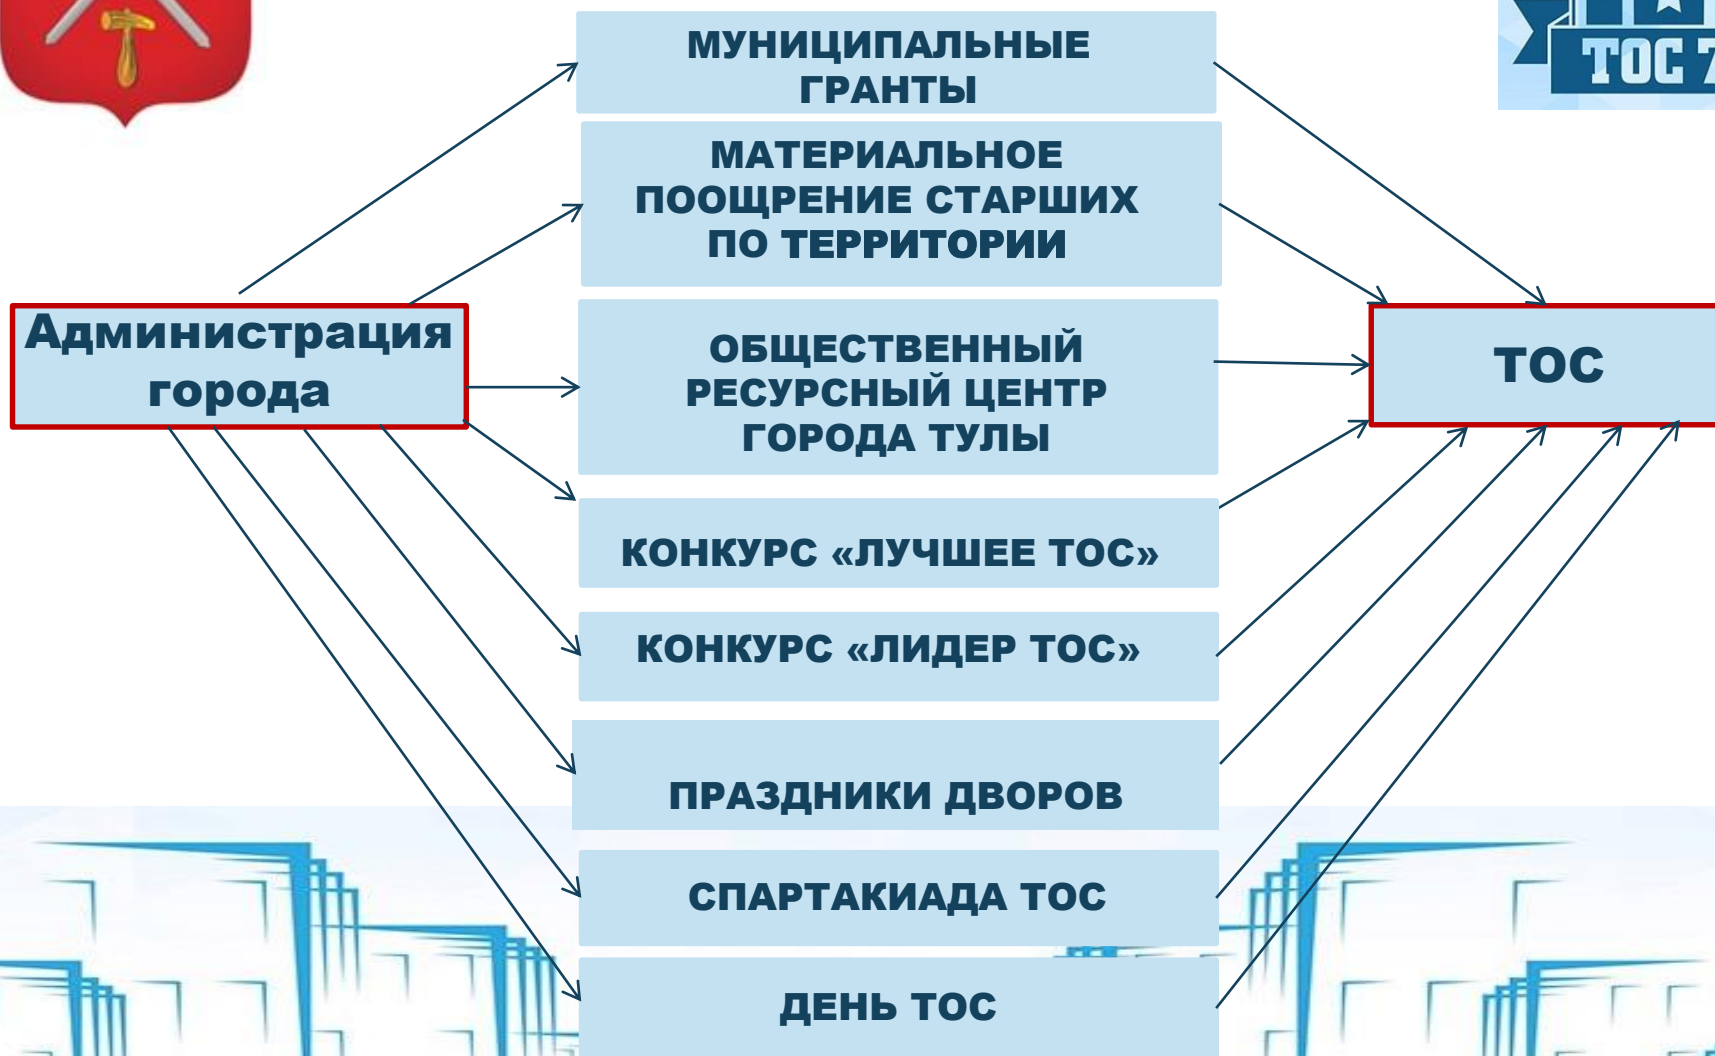 МУНИЦИПАЛЬНЫЕ
ГРАНТЫ
ТОС
МАТЕРИАЛЬНОЕ
ПООЩРЕНИЕ СТАРШИХ
ПО ТЕРРИТОРИИ
Администрация
города
ОБЩЕСТВЕННЫЙ
РЕСУРСНЫЙ ЦЕНТР
ГОРОДА ТУЛЫ
ТОС
КОНКУРС «ЛУЧШЕЕ ТОС»
КОНКУРС «ЛИДЕР ТОС»
ПРАЗДНИКИ ДВОРОВ
СПАРТАКИАДА ТОС
ДЕНЬ ТОС